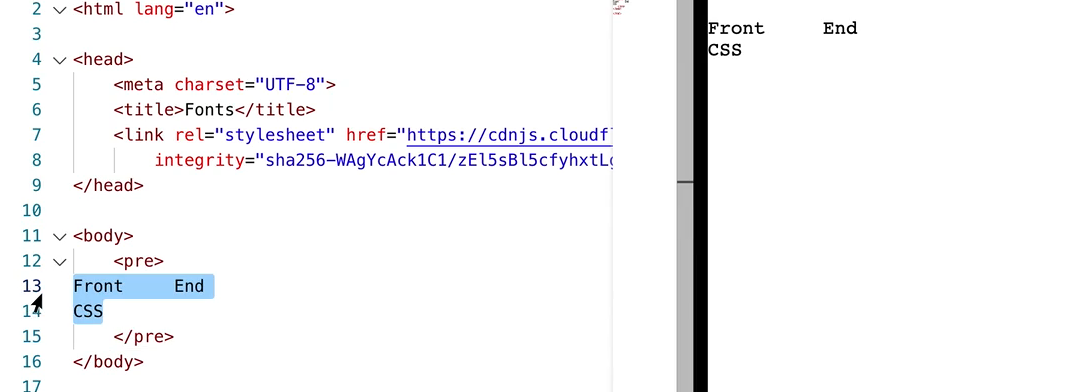 2 <html lang="en">
3
4 <head>
5 <meta charset="UTF-8">
6 <title>Fonts</title>
7 <link rel="stylesheet" href="https://cdnjs.cloudf
8 integrity="sha256-WAgYcAck1C1/zEl5sBl5cfyhxtLg
9 </head>
10
11 <body>
12 <pre>
13 Front     End
14 CSS
15 </pre>
16 </body>
17
Front     End
CSS